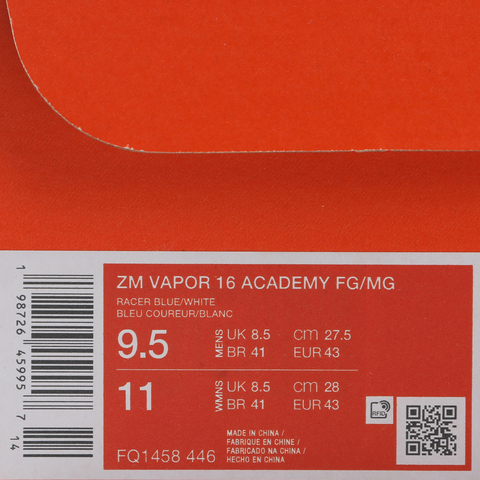 ZM VAPOR 16 ACADEMY FG/MG
RACER BLUE/WHITE
BLEU COUREUR/BLANC
9.5 MENS UK 8.5 cm 27.5
BR 41 EUR 43
11 WMNS UK 8.5 cm 28
BR 41 EUR 43
MADE IN CHINA /
FABRIQUE EN CHINE /
FABRICADO NA CHINA /
HECHO EN CHINA
FQ1458 446
RFID
1 98726 45995 7 14